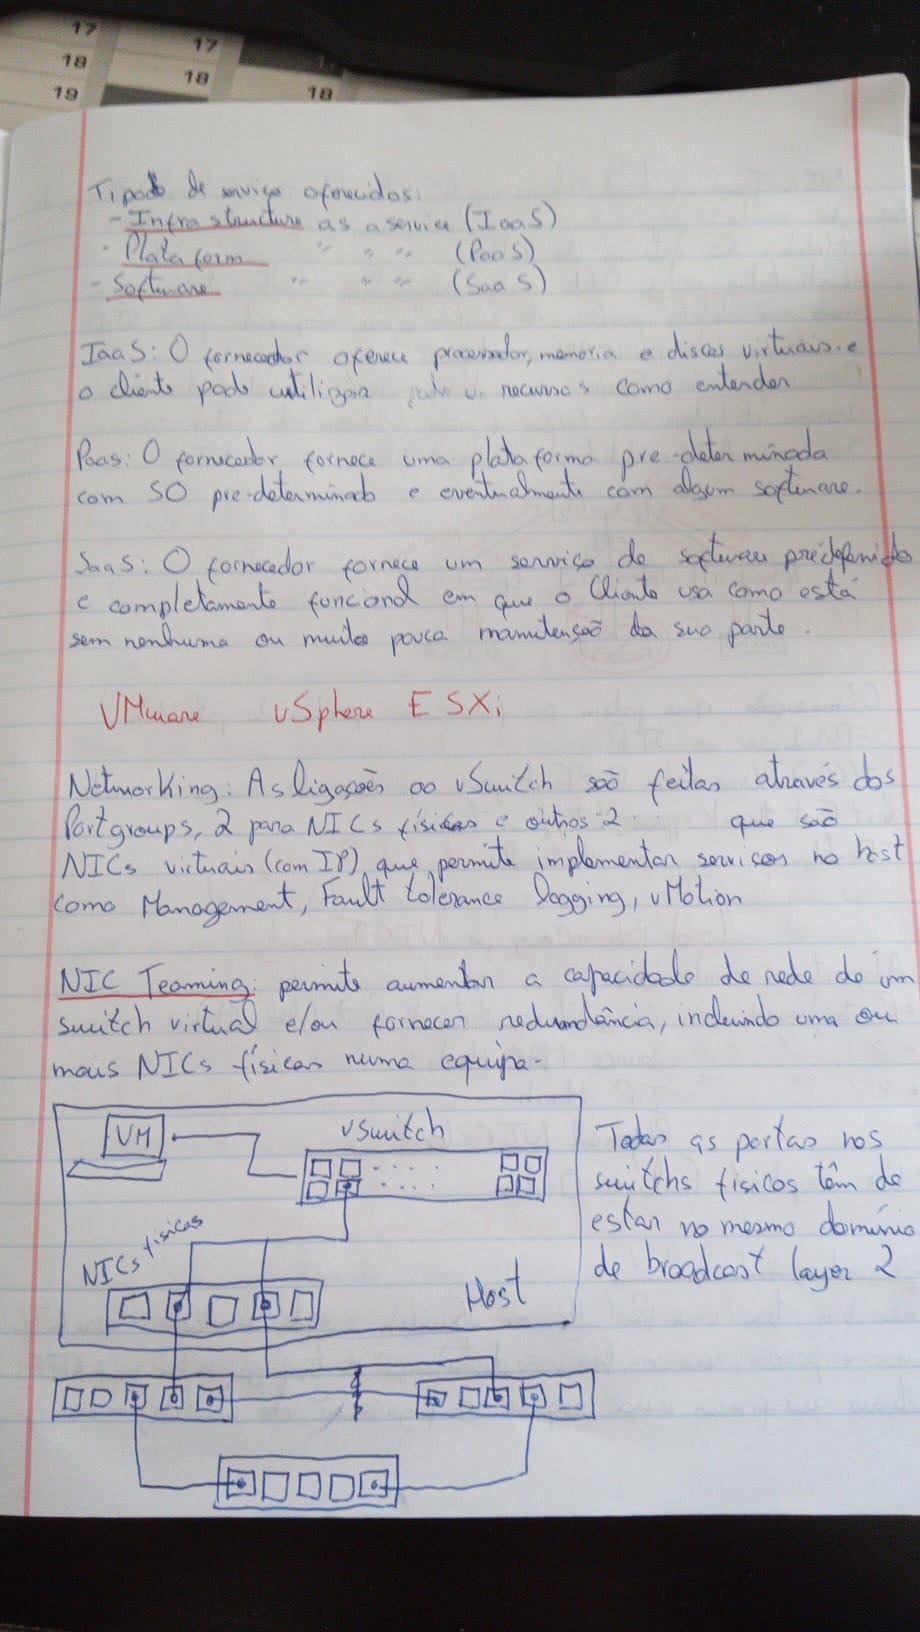 17
17
18
18
19
18
Tipos de serviço oferecidos:
- Infrastructure as a service (IaaS)
- Plataform " " " (PaaS)
- Software " " " (SaaS)
IaaS: O fornecedor oferece processador, memoria e discos virtuais e
o cliente pode utilizar recursos como entender
Paas: O fornecedor fornece uma plataforma pre-determinada
com SO pre-determinado e eventualmente com algum software.
SaaS: O fornecedor fornece um serviço de software predefenido
e completamente funcional em que o Cliente usa como está
sem nenhuma ou muito pouca manutensão da sua parte.
VMware vSphere ESXi
Networking: As ligações ao vSwitch são feitas através dos
Portgroups, 2 para NICs físicas e outros 2 que são
NICs virtuais (com IP) que permite implementar serviços no host
como Management, Fault tolerance logging, vMotion
NIC Teaming: permite aumentar a capacidade de rede de um
switch virtual e/ou fornecer redundância, incluindo uma ou
mais NICs físicas numa equipa.
VM
vSwitch
NICs físicas
Host
Todas as portas nos
switchs fisicos têm de
estar no mesmo domínio
de broadcast layer 2